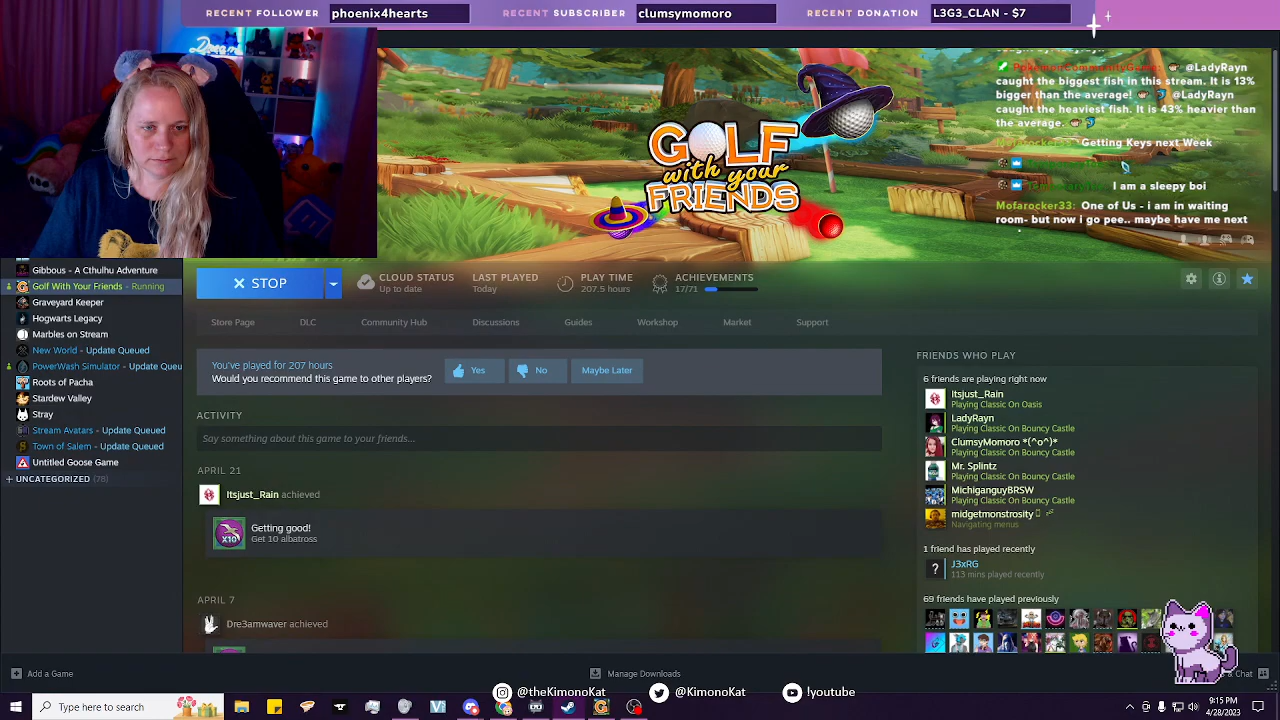 RECENT FOLLOWER phoenix4hearts RECENT SUBSCRIBER clumsymomoro RECENT DONATION L3G3_CLAN - $7
Dream
GOLF
with your
FRIENDS
PokemonCommunityGame: @LadyRayn
caught the biggest fish in this stream. It is 13%
bigger than the average! @LadyRayn
caught the heaviest fish. It is 43% heavier than
the average.
Mofarocker33: Getting Keys next Week
I am a sleepy boi
Mofarocker33: One of Us - i am in waiting
room- but now i go pee.. maybe have me next
Gibbous - A Cthulhu Adventure
Golf With Your Friends - Running
Graveyard Keeper
Hogwarts Legacy
Marbles on Stream
New World - Update Queued
PowerWash Simulator - Update Queu
Roots of Pacha
Stardew Valley
Stray
Stream Avatars - Update Queued
Town of Salem - Update Queued
Untitled Goose Game
+ UNCATEGORIZED (78)
× STOP
CLOUD STATUS
Up to date
LAST PLAYED
Today
PLAY TIME
207.5 hours
ACHIEVEMENTS
17/71
Store Page DLC Community Hub Discussions Guides Workshop Market Support
You've played for 207 hours
Would you recommend this game to other players?
Yes No Maybe Later
ACTIVITY
Say something about this game to your friends...
APRIL 21
Itsjust_Rain achieved
X10
Getting good!
Get 10 albatross
APRIL 7
Dre3amwaver achieved
FRIENDS WHO PLAY
6 friends are playing right now
Itsjust_Rain
Playing Classic On Oasis
LadyRayn
Playing Classic On Bouncy Castle
ClumsyMomoro *(^o^)*
Playing Classic On Bouncy Castle
Mr. Splintz
Playing Classic On Bouncy Castle
MichiganguyBRSW
Playing Classic On Bouncy Castle
midgetmonstrosity
Navigating menus
1 friend has played recently
?
J3xRG
113 mins played recently
69 friends have played previously
Add a Game
Manage Downloads
Chat
@theKimonoKat @KimonoKat /youtube
Type here to search
9:15 PM
4/28/2023